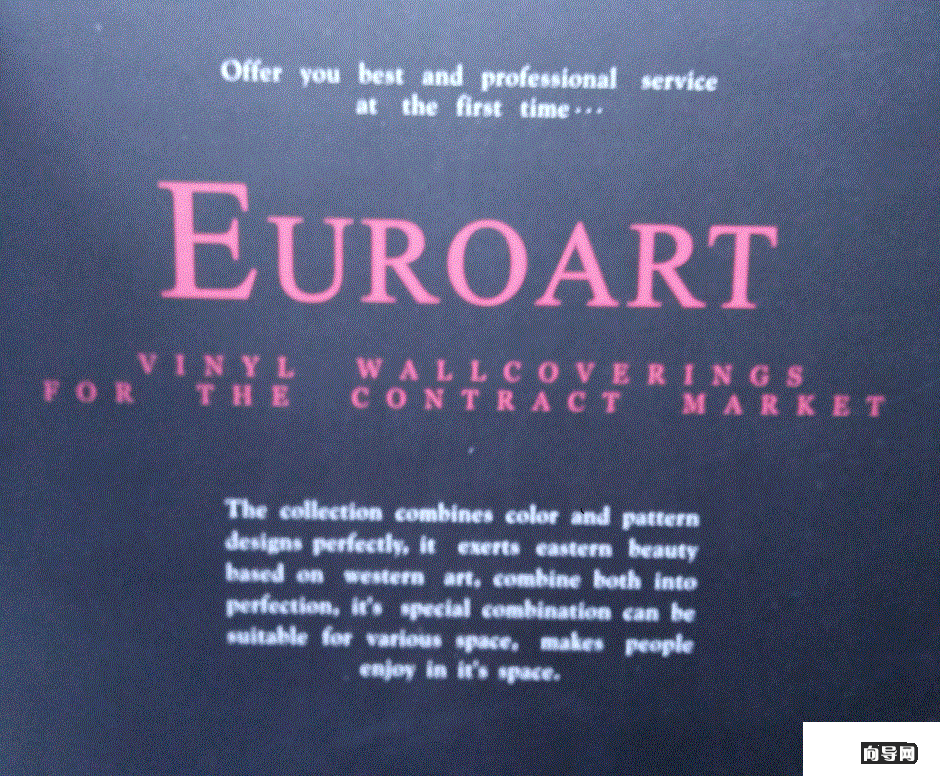 Offer you best and professional service
at the first time···
EUROART
VINYL WALLCOVERINGS
FOR THE CONTRACT MARKET
The collection combines color and pattern
designs perfectly, it exerts eastern beauty
based on western art, combine both into
perfection, it's special combination can be
suitable for various space, makes people
enjoy in it's space.
向导网